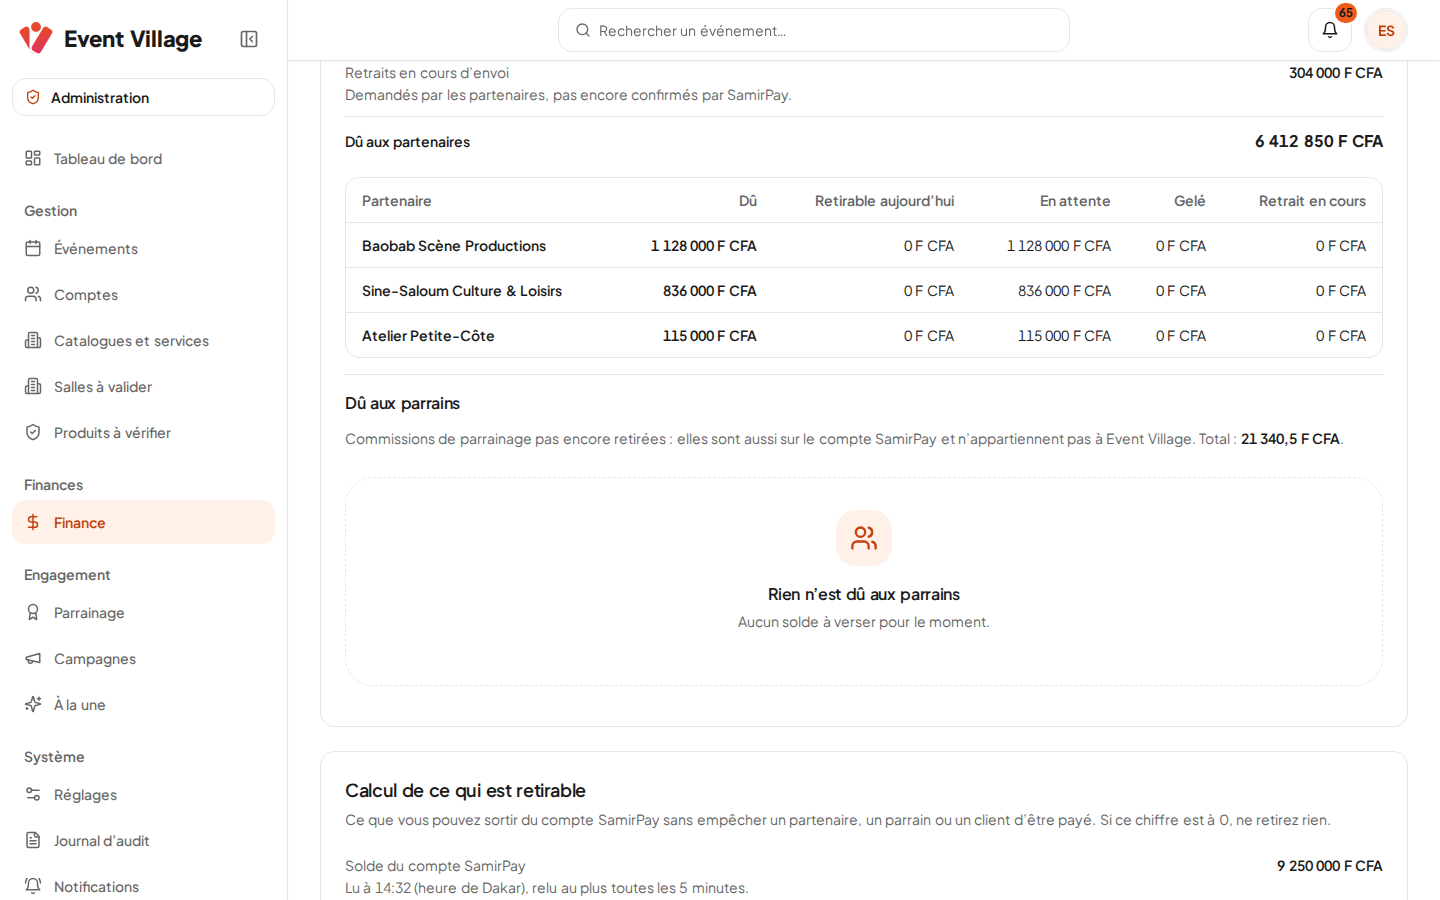 Event Village
Rechercher un événement...
65
ES
Administration
Tableau de bord
Gestion
Événements
Comptes
Catalogues et services
Salles à valider
Produits à vérifier
Finances
Finance
Engagement
Parrainage
Campagnes
À la une
Système
Réglages
Journal d'audit
Notifications
Retraits en cours d'envoi 304 000 F CFA
Demandés par les partenaires, pas encore confirmés par SamirPay.
Dû aux partenaires 6 412 850 F CFA
Partenaire Dû Retirable aujourd'hui En attente Gelé Retrait en cours
Baobab Scène Productions 1 128 000 F CFA 0 F CFA 1 128 000 F CFA 0 F CFA 0 F CFA
Sine-Saloum Culture & Loisirs 836 000 F CFA 0 F CFA 836 000 F CFA 0 F CFA 0 F CFA
Atelier Petite-Côte 115 000 F CFA 0 F CFA 115 000 F CFA 0 F CFA 0 F CFA
Dû aux parrains
Commissions de parrainage pas encore retirées : elles sont aussi sur le compte SamirPay et n'appartiennent pas à Event Village. Total : 21 340,5 F CFA.
Rien n'est dû aux parrains
Aucun solde à verser pour le moment.
Calcul de ce qui est retirable
Ce que vous pouvez sortir du compte SamirPay sans empêcher un partenaire, un parrain ou un client d'être payé. Si ce chiffre est à 0, ne retirez rien.
Solde du compte SamirPay 9 250 000 F CFA
Lu à 14:32 (heure de Dakar), relu au plus toutes les 5 minutes.